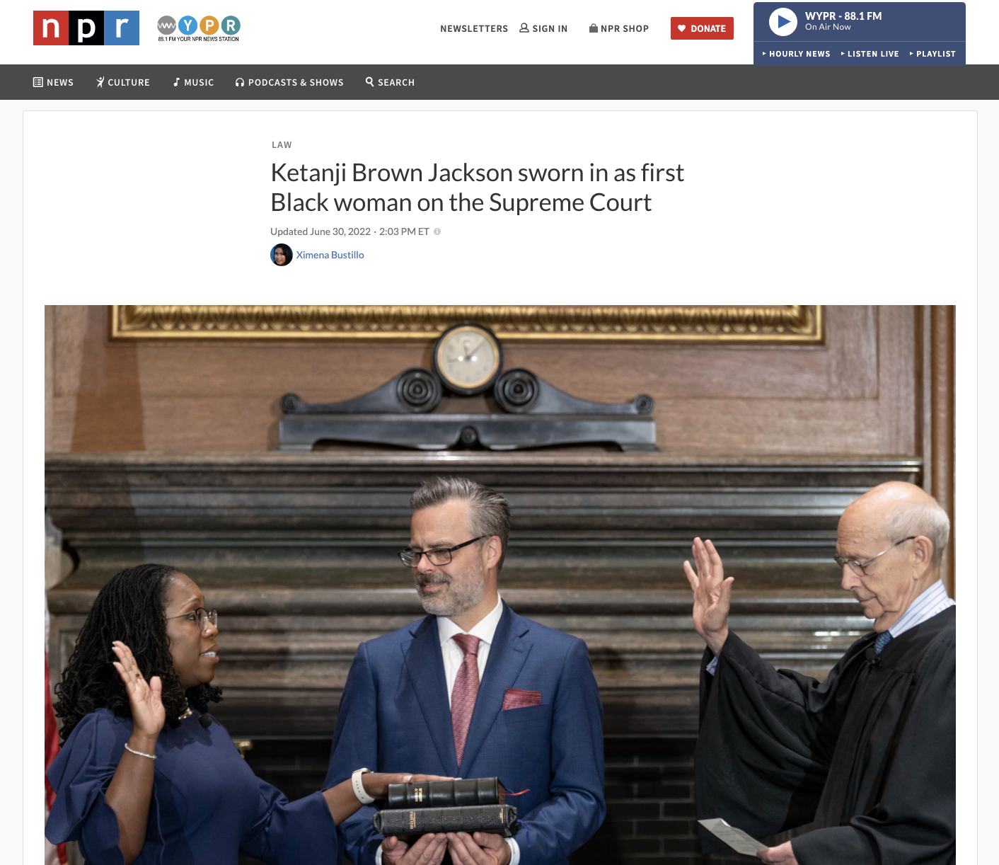 npr
WYPR
88.1 FM YOUR NPR NEWS STATION
NEWSLETTERS
SIGN IN
NPR SHOP
DONATE
WYPR - 88.1 FM
On Air Now
HOURLY NEWS
LISTEN LIVE
PLAYLIST
NEWS
CULTURE
MUSIC
PODCASTS & SHOWS
SEARCH
LAW
Ketanji Brown Jackson sworn in as first
Black woman on the Supreme Court
Updated June 30, 2022 · 2:03 PM ET
Ximena Bustillo